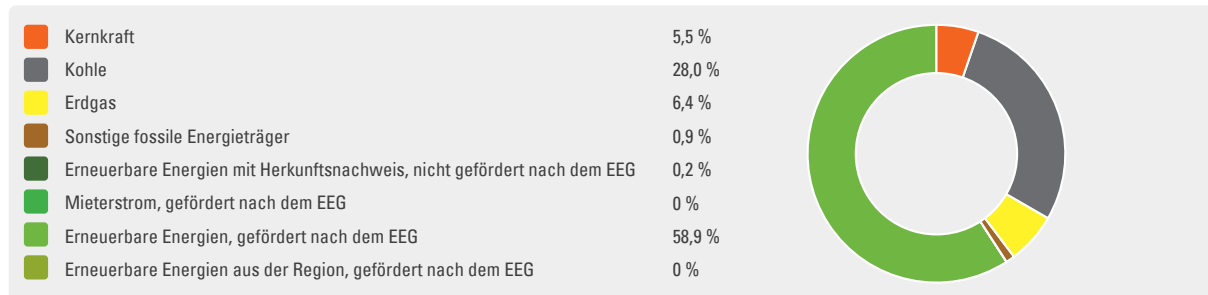 Kernkraft 5,5 %
Kohle 28,0 %
Erdgas 6,4 %
Sonstige fossile Energieträger 0,9 %
Erneuerbare Energien mit Herkunftsnachweis, nicht gefördert nach dem EEG 0,2 %
Mieterstrom, gefördert nach dem EEG 0 %
Erneuerbare Energien, gefördert nach dem EEG 58,9 %
Erneuerbare Energien aus der Region, gefördert nach dem EEG 0 %